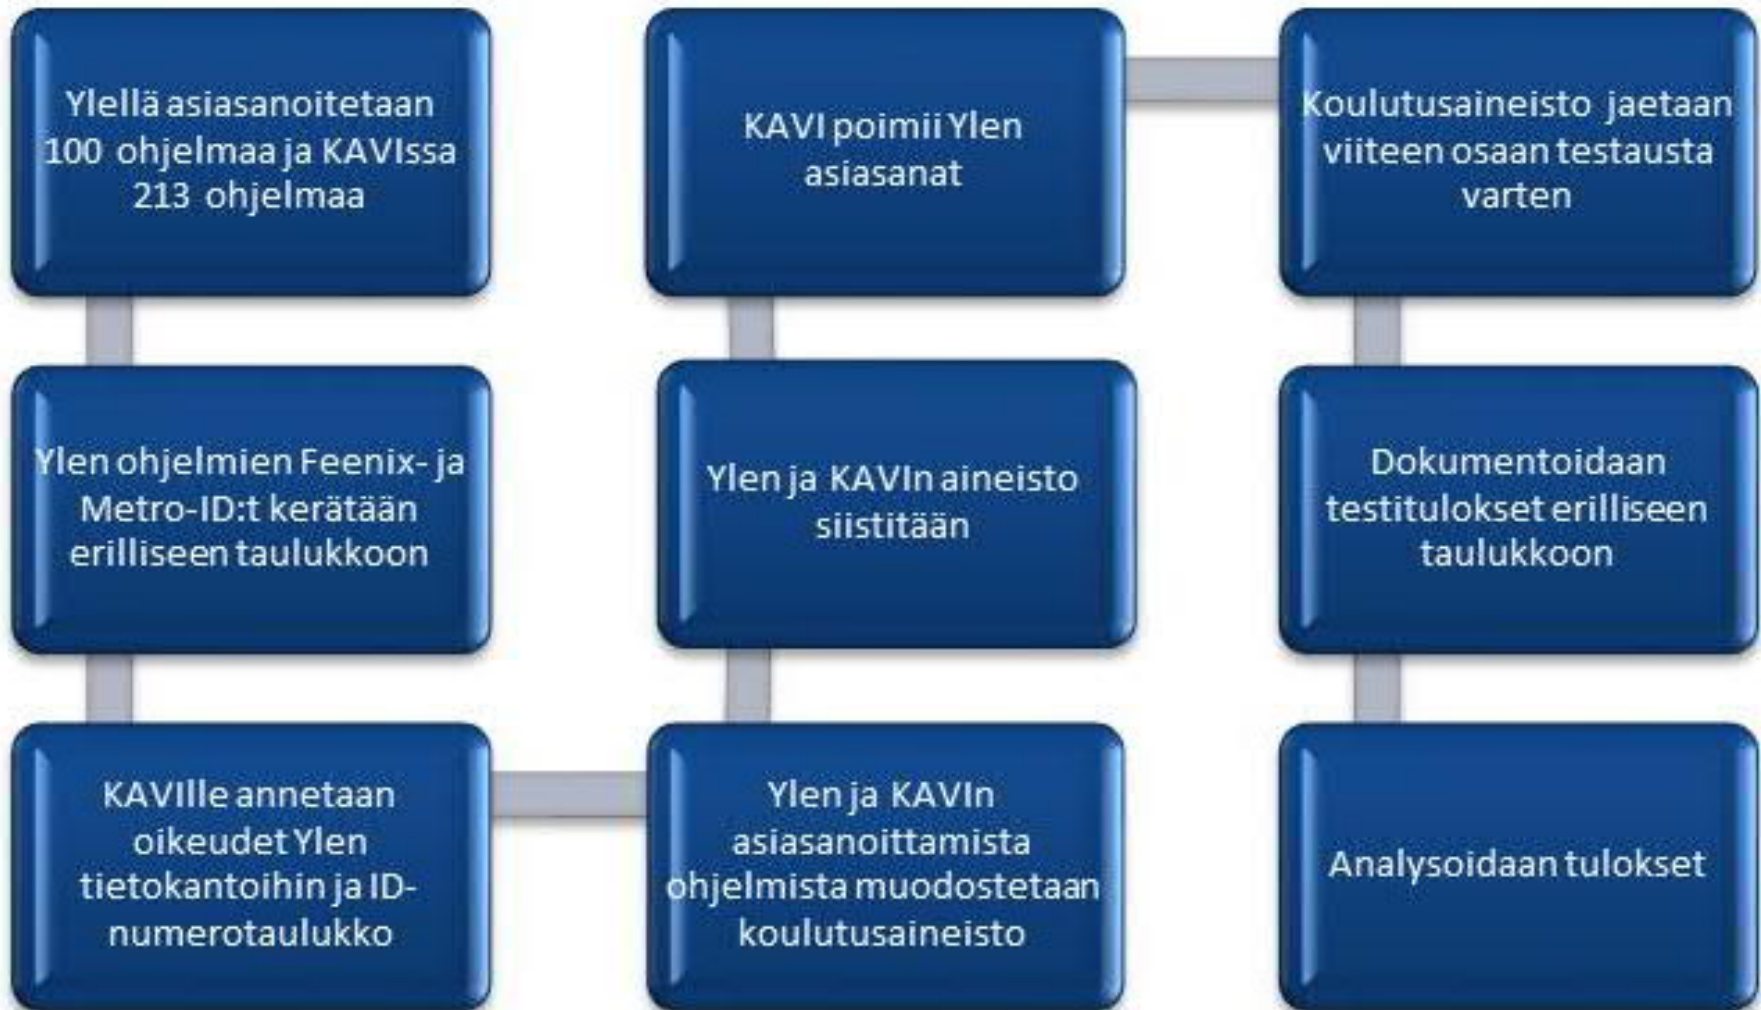 Ylellä asiasanoitetaan
100 ohjelmaa ja KAVIssa
213 ohjelmaa
Ylen ohjelmien Feenix- ja
Metro-ID:t kerätään
erilliseen taulukkoon
KAVIlle annetaan
oikeudet Ylen
tietokantoihin ja ID-
numerotaulukko
Ylen ja KAVIn
asiasanoittamista
ohjelmista muodostetaan
koulutusaineisto
Ylen ja KAVIn aineisto
siistitään
KAVI poimii Ylen
asiasanat
Koulutusaineisto jaetaan
viiteen osaan testausta
varten
Dokumentoidaan
testitulokset erilliseen
taulukkoon
Analysoidaan tulokset